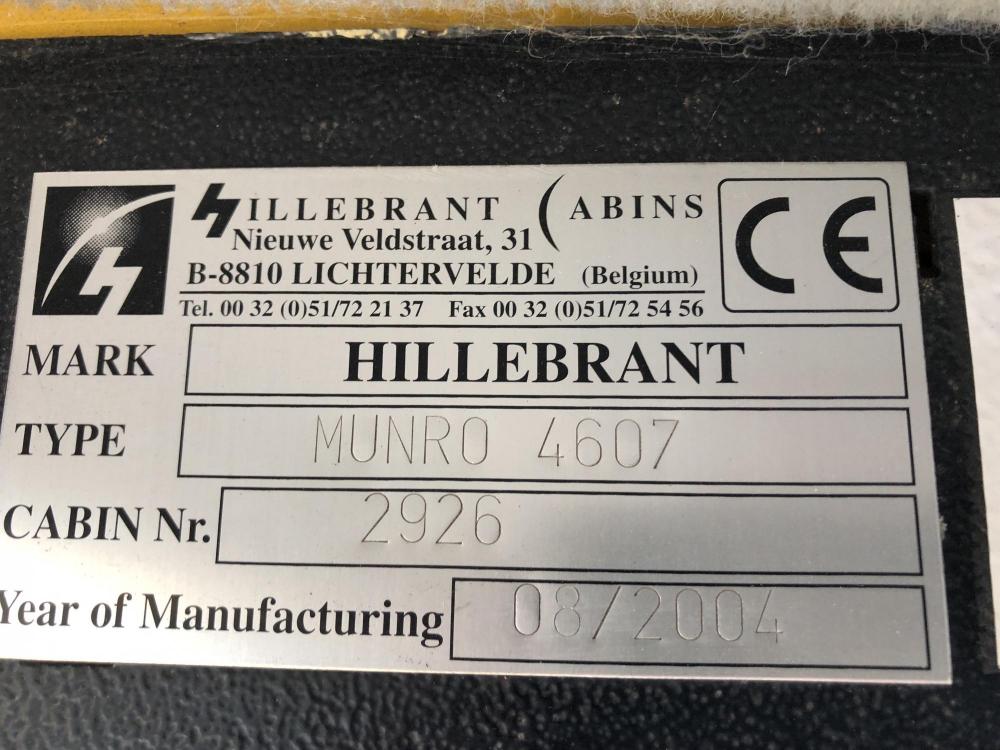 HILLEBRANT CABINS
Nieuwe Veldstraat, 31
B-8810 LICHTERVELDE (Belgium)
Tel. 00 32 (0)51/72 21 37 Fax 00 32 (0)51/72 54 56
CE
MARK HILLEBRANT
TYPE MUNRO 4607
CABIN Nr. 2926
Year of Manufacturing 08/2004